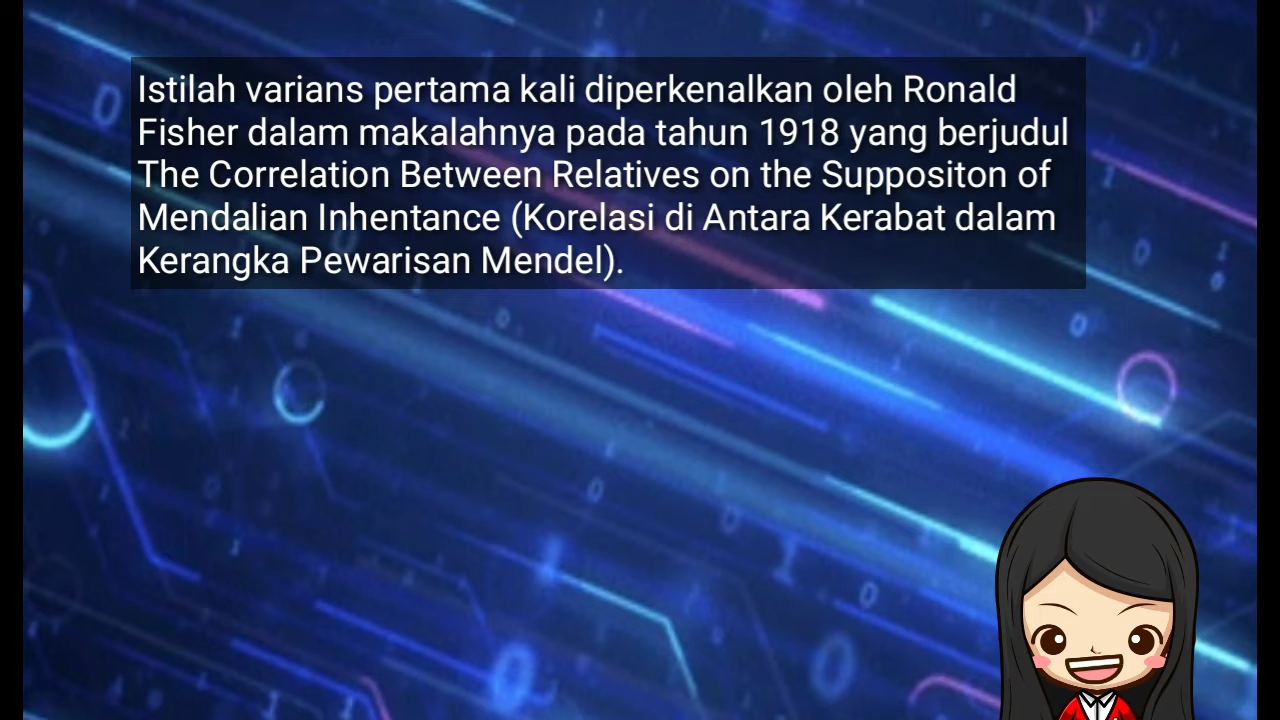 Istilah varians pertama kali diperkenalkan oleh Ronald
Fisher dalam makalahnya pada tahun 1918 yang berjudul
The Correlation Between Relatives on the Suppositon of
Mendalian Inhentance (Korelasi di Antara Kerabat dalam
Kerangka Pewarisan Mendel).